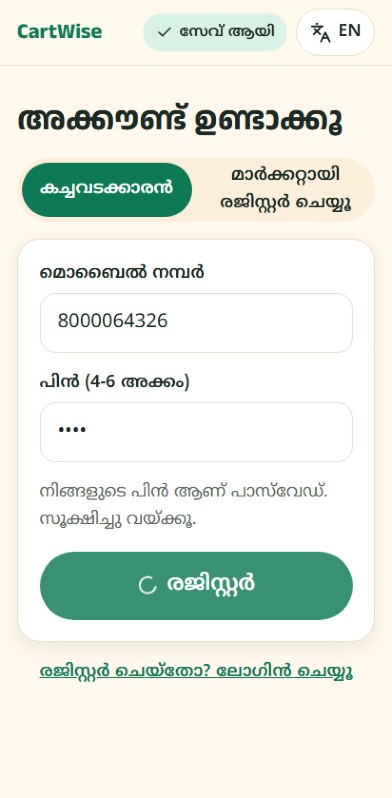 CartWise
സേവ് ആയി
EN
അക്കൗണ്ട് ഉണ്ടാക്കൂ
കച്ചവടക്കാരൻ
മാർക്കറ്റായി
രജിസ്റ്റർ ചെയ്യൂ
മൊബൈൽ നമ്പർ
8000064326
പിൻ (4-6 അക്കം)
••••
നിങ്ങളുടെ പിൻ ആണ് പാസ്‌വേഡ്.
സൂക്ഷിച്ചു വയ്ക്കൂ.
രജിസ്റ്റർ
രജിസ്റ്റർ ചെയ്തോ? ലോഗിൻ ചെയ്യൂ